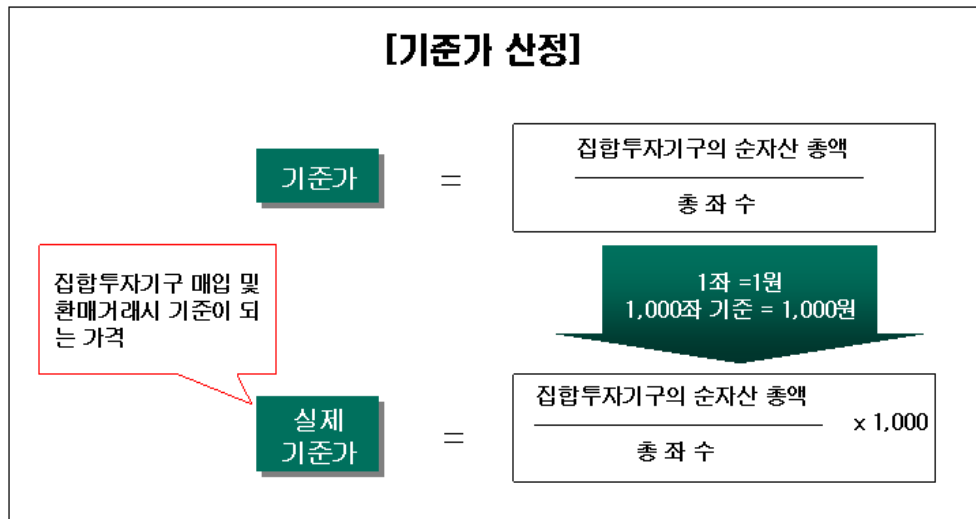 [기준가 산정]
기준가
=
집합투자기구의 순자산 총액
총 좌 수
집합투자기구 매입 및
환매거래시 기준이 되
는 가격
1좌 =1원
1,000좌 기준 = 1,000원
실제
기준가
=
집합투자기구의 순자산 총액
총 좌 수
x 1,000